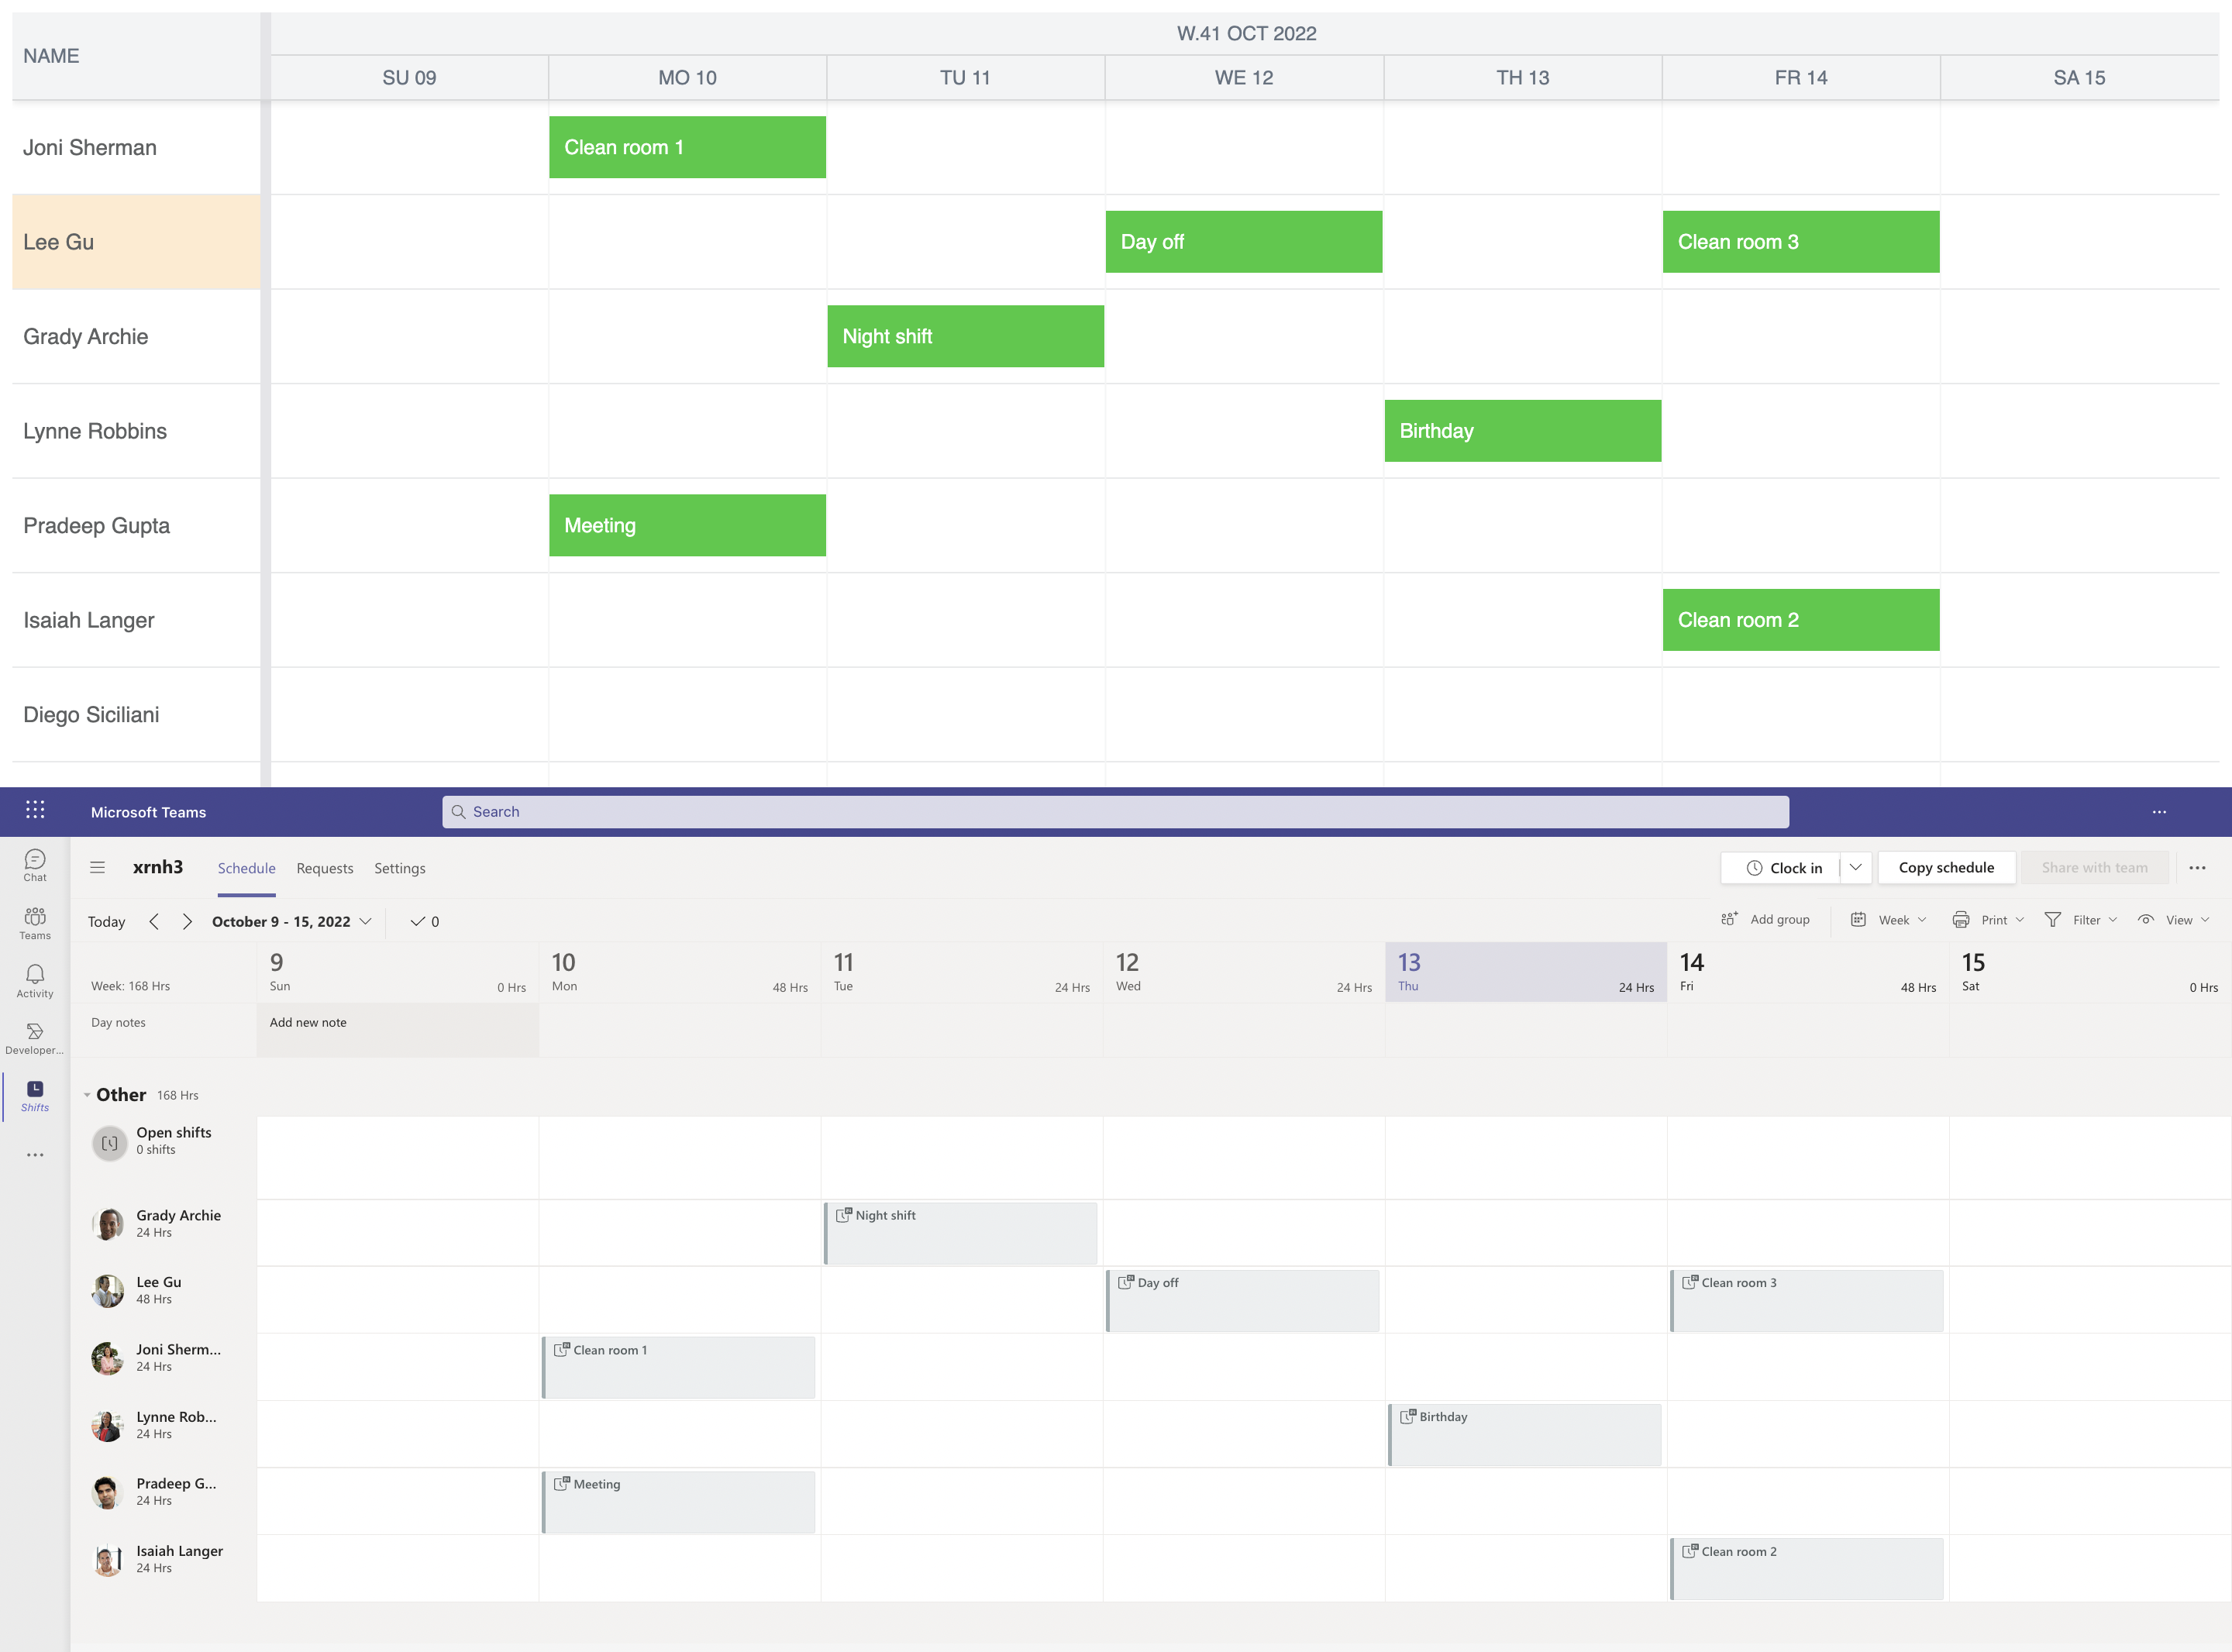 NAME
W.41 OCT 2022
SU 09 MO 10 TU 11 WE 12 TH 13 FR 14 SA 15
Joni Sherman Clean room 1
Lee Gu Day off Clean room 3
Grady Archie Night shift
Lynne Robbins Birthday
Pradeep Gupta Meeting
Isaiah Langer Clean room 2
Diego Siciliani
Microsoft Teams Search ...
Chat
Teams
Activity
Developer...
Shifts
...
xrnh3 Schedule Requests Settings Clock in Copy schedule Share with team ...
Today October 9 - 15, 2022 0 Add group Week Print Filter View
9 10 11 12 13 14 15
Week: 168 Hrs Sun 0 Hrs Mon 48 Hrs Tue 24 Hrs Wed 24 Hrs Thu 24 Hrs Fri 48 Hrs Sat 0 Hrs
Day notes Add new note
Other 168 Hrs
Open shifts
0 shifts
Grady Archie Night shift
24 Hrs
Lee Gu Day off Clean room 3
48 Hrs
Joni Sherm... Clean room 1
24 Hrs
Lynne Rob... Birthday
24 Hrs
Pradeep G... Meeting
24 Hrs
Isaiah Langer Clean room 2
24 Hrs